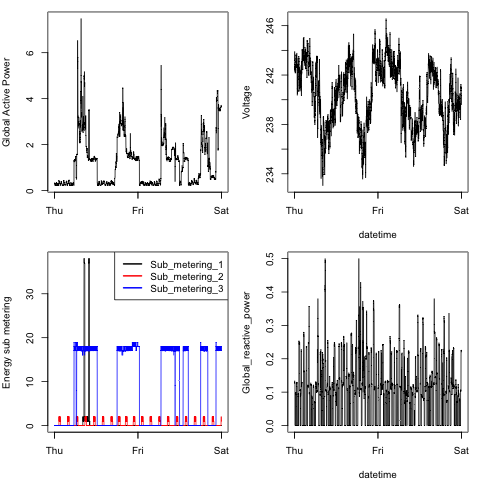 Global Active Power
0 2 4 6
Thu Fri Sat
Voltage
234 238 242 246
Thu Fri Sat
datetime
Energy sub metering
0 10 20 30
Sub_metering_1
Sub_metering_2
Sub_metering_3
Thu Fri Sat
Global_reactive_power
0.0 0.1 0.2 0.3 0.4 0.5
Thu Fri Sat
datetime